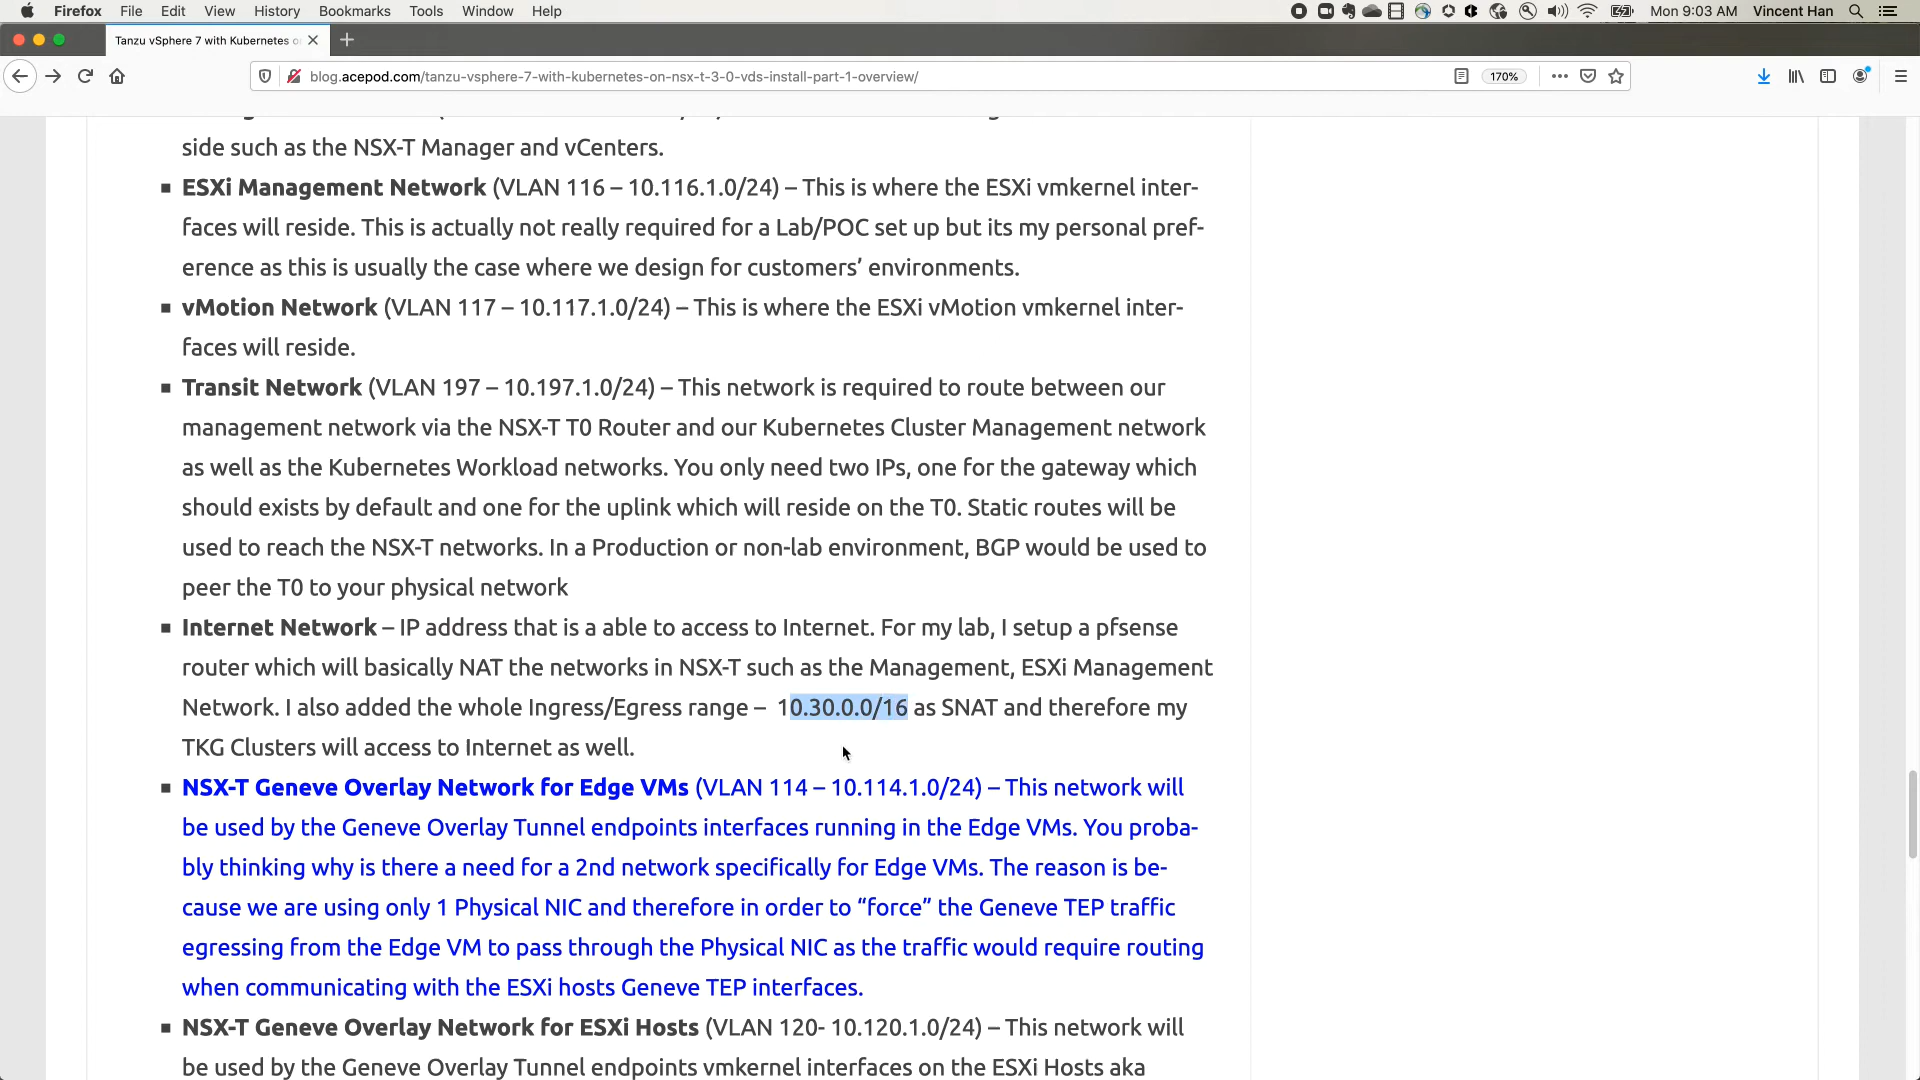 Firefox File Edit View History Bookmarks Tools Window Help Mon 9:03 AM Vincent Han
Tanzu vSphere 7 with Kubernetes o
blog.acepod.com/tanzu-vsphere-7-with-kubernetes-on-nsx-t-3-0-vds-install-part-1-overview/ 170%
side such as the NSX-T Manager and vCenters.
ESXi Management Network (VLAN 116 – 10.116.1.0/24) – This is where the ESXi vmkernel inter-
faces will reside. This is actually not really required for a Lab/POC set up but its my personal pref-
erence as this is usually the case where we design for customers’ environments.
vMotion Network (VLAN 117 – 10.117.1.0/24) – This is where the ESXi vMotion vmkernel inter-
faces will reside.
Transit Network (VLAN 197 – 10.197.1.0/24) – This network is required to route between our
management network via the NSX-T T0 Router and our Kubernetes Cluster Management network
as well as the Kubernetes Workload networks. You only need two IPs, one for the gateway which
should exists by default and one for the uplink which will reside on the T0. Static routes will be
used to reach the NSX-T networks. In a Production or non-lab environment, BGP would be used to
peer the T0 to your physical network
Internet Network – IP address that is a able to access to Internet. For my lab, I setup a pfsense
router which will basically NAT the networks in NSX-T such as the Management, ESXi Management
Network. I also added the whole Ingress/Egress range – 10.30.0.0/16 as SNAT and therefore my
TKG Clusters will access to Internet as well.
NSX-T Geneve Overlay Network for Edge VMs (VLAN 114 – 10.114.1.0/24) – This network will
be used by the Geneve Overlay Tunnel endpoints interfaces running in the Edge VMs. You proba-
bly thinking why is there a need for a 2nd network specifically for Edge VMs. The reason is be-
cause we are using only 1 Physical NIC and therefore in order to “force” the Geneve TEP traffic
egressing from the Edge VM to pass through the Physical NIC as the traffic would require routing
when communicating with the ESXi hosts Geneve TEP interfaces.
NSX-T Geneve Overlay Network for ESXi Hosts (VLAN 120- 10.120.1.0/24) – This network will
be used by the Geneve Overlay Tunnel endpoints vmkernel interfaces on the ESXi Hosts aka